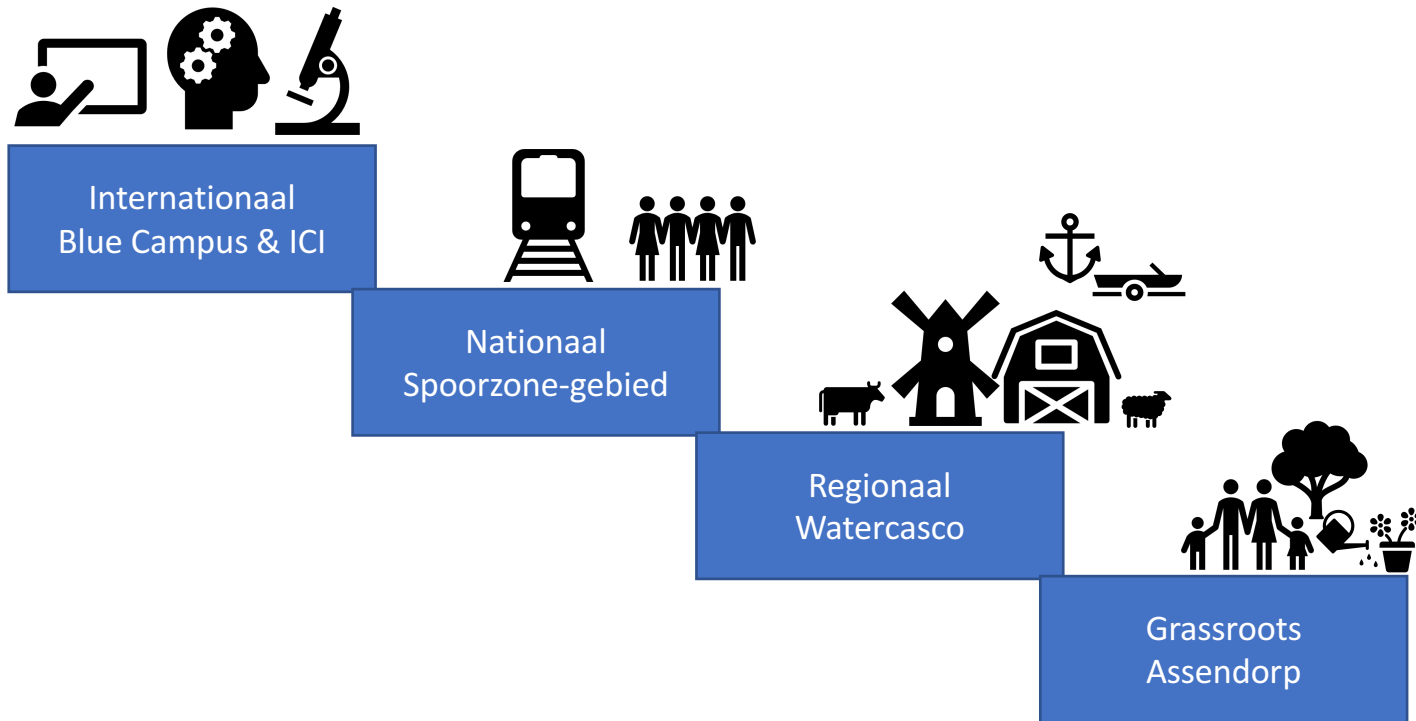 Internationaal
Blue Campus & ICI
Nationaal
Spoorzone-gebied
Regionaal
Watercasco
Grassroots
Assendorp